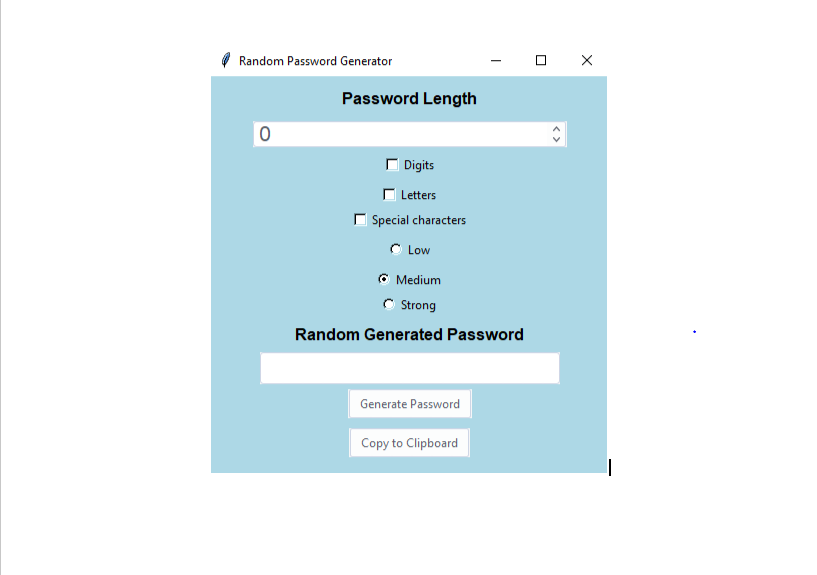 Random Password Generator
Password Length
0
Digits
Letters
Special characters
Low
Medium
Strong
Random Generated Password
Generate Password
Copy to Clipboard